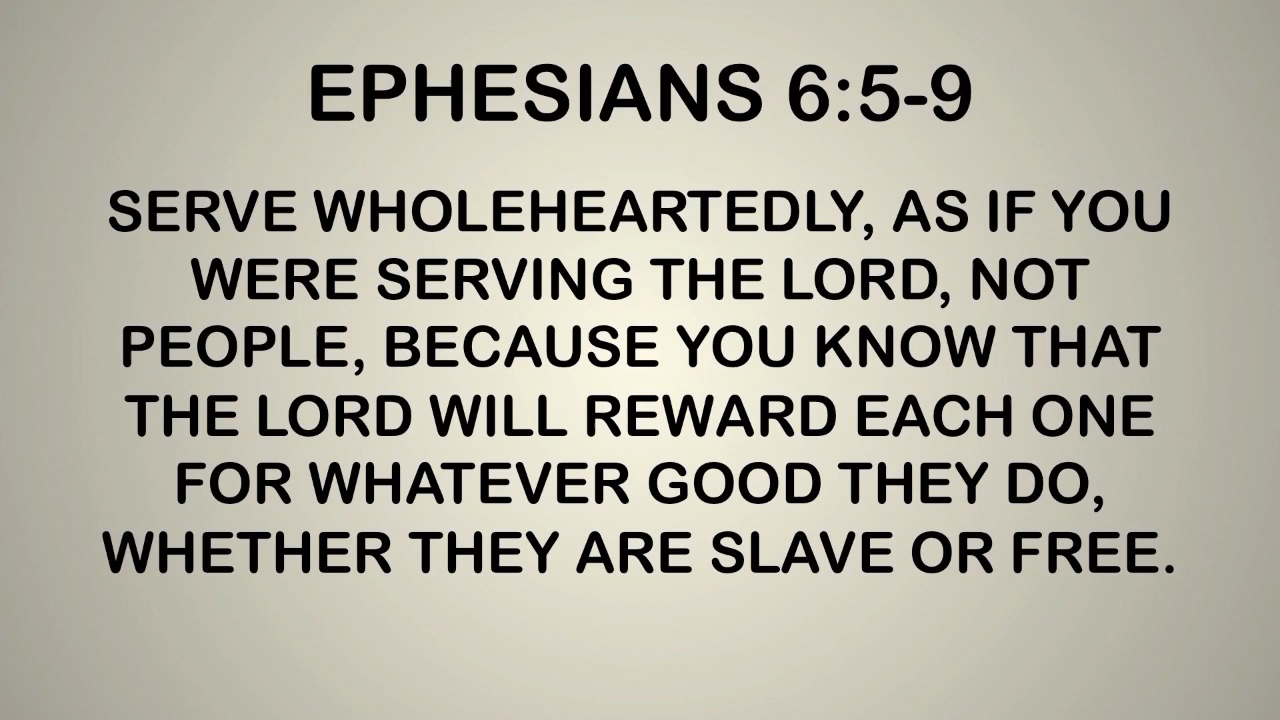 EPHESIANS 6:5-9
SERVE WHOLEHEARTEDLY, AS IF YOU
WERE SERVING THE LORD, NOT
PEOPLE, BECAUSE YOU KNOW THAT
THE LORD WILL REWARD EACH ONE
FOR WHATEVER GOOD THEY DO,
WHETHER THEY ARE SLAVE OR FREE.